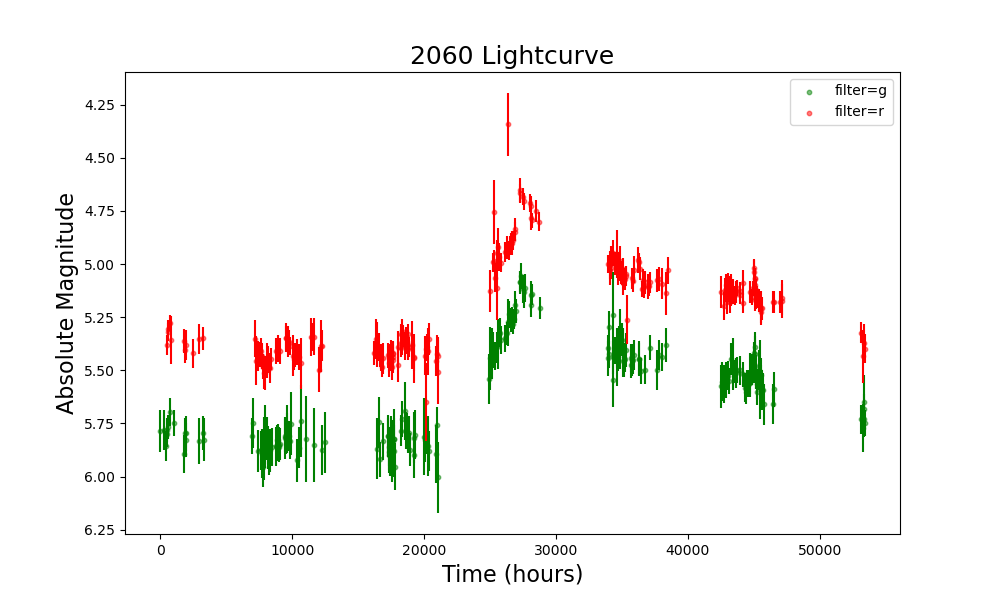 2060 Lightcurve
filter=g
filter=r
Absolute Magnitude
4.25
4.50
4.75
5.00
5.25
5.50
5.75
6.00
6.25
0 10000 20000 30000 40000 50000
Time (hours)